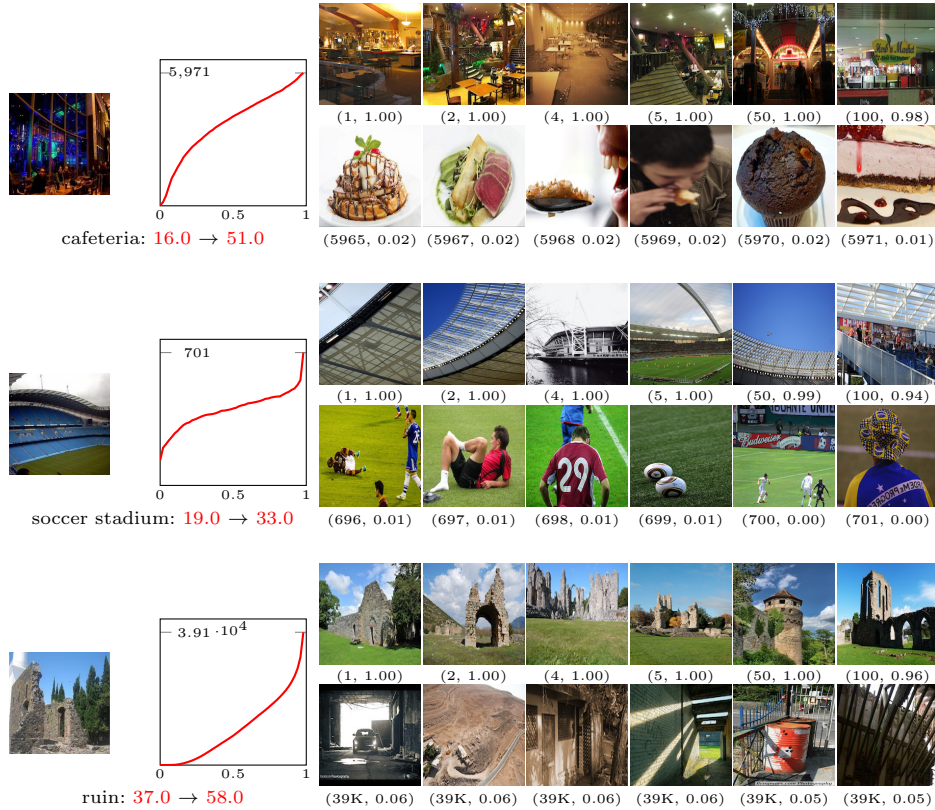 5,971
0 0.5 1
cafeteria: 16.0 → 51.0
(1, 1.00) (2, 1.00) (4, 1.00) (5, 1.00) (50, 1.00) (100, 0.98)
(5965, 0.02) (5967, 0.02) (5968 0.02) (5969, 0.02) (5970, 0.02) (5971, 0.01)
701
0 0.5 1
soccer stadium: 19.0 → 33.0
(1, 1.00) (2, 1.00) (4, 1.00) (5, 1.00) (50, 0.99) (100, 0.94)
Budweiser
29
(696, 0.01) (697, 0.01) (698, 0.01) (699, 0.01) (700, 0.00) (701, 0.00)
3.91 ·10⁴
0 0.5 1
ruin: 37.0 → 58.0
(1, 1.00) (2, 1.00) (4, 1.00) (5, 1.00) (50, 1.00) (100, 0.96)
(39K, 0.06) (39K, 0.06) (39K, 0.06) (39K, 0.06) (39K, 0.05) (39K, 0.05)